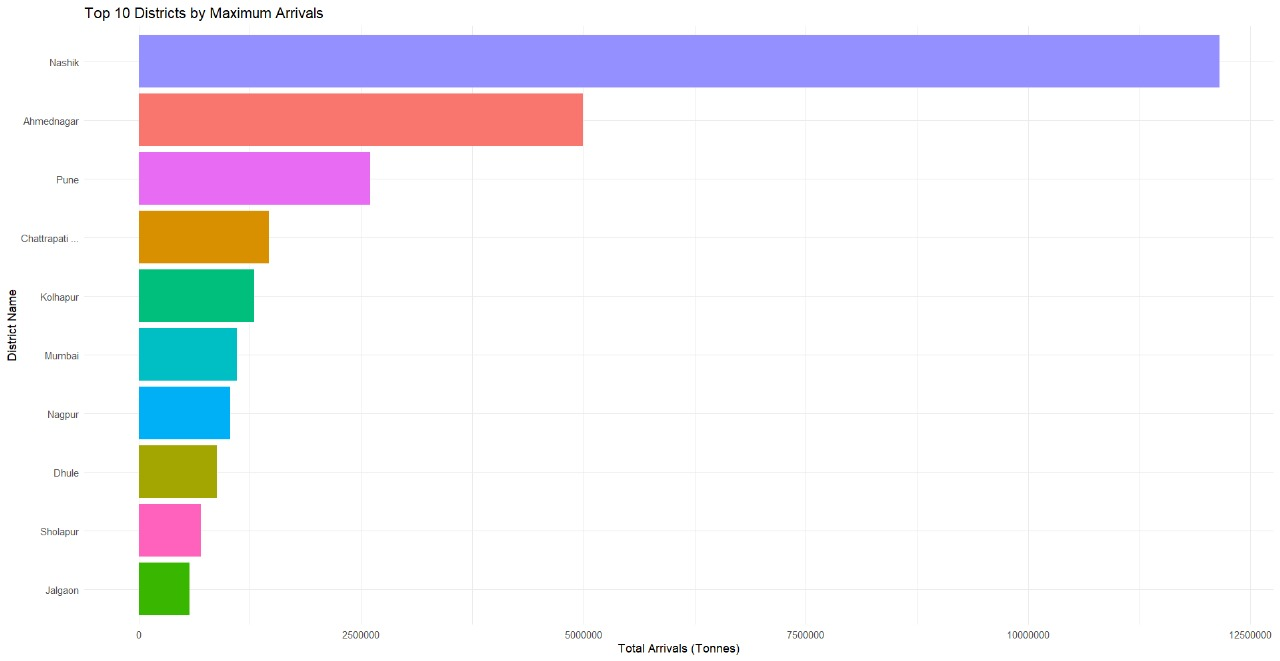 Top 10 Districts by Maximum Arrivals
Nashik
Ahmednagar
Pune
Chattrapati ...
Kolhapur
Mumbai
Nagpur
Dhule
Sholapur
Jalgaon
District Name
0 2500000 5000000 7500000 10000000 12500000
Total Arrivals (Tonnes)